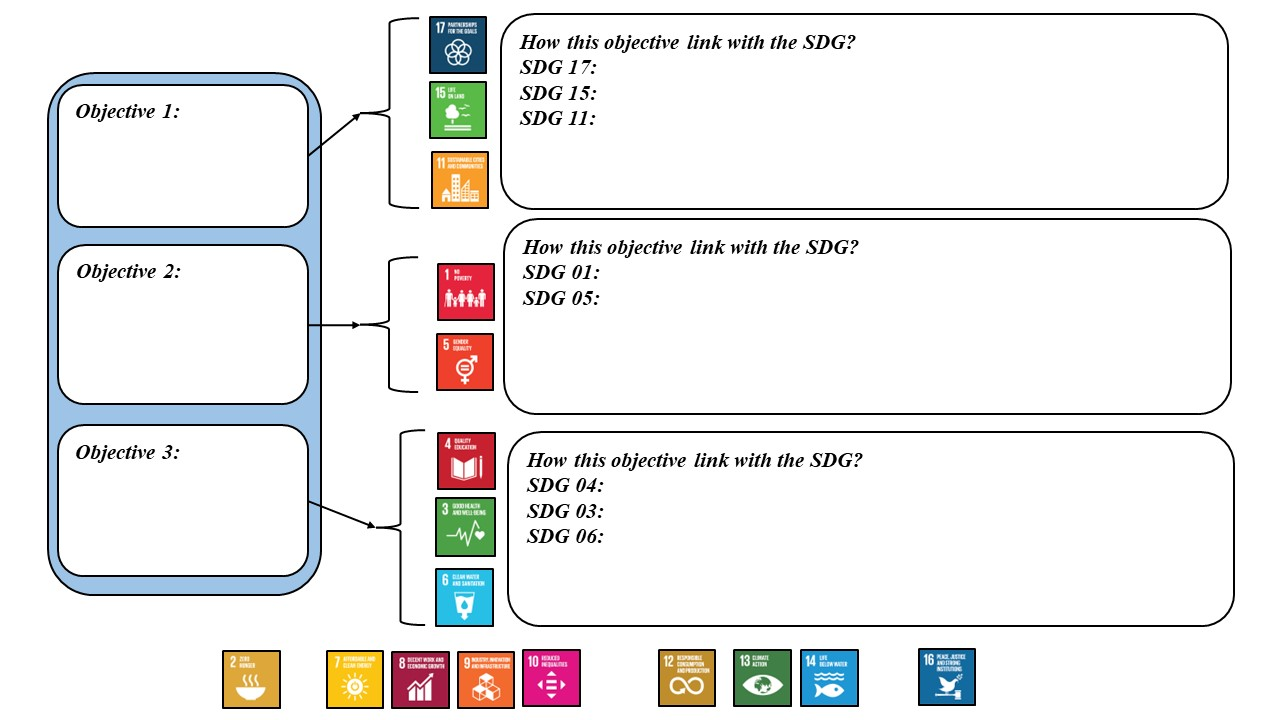 Objective 1:
17 PARTNERSHIPS
FOR THE GOALS
15 LIFE
ON LAND
11 SUSTAINABLE CITIES
AND COMMUNITIES
How this objective link with the SDG?
SDG 17:
SDG 15:
SDG 11:
Objective 2:
1 NO
POVERTY
5 GENDER
EQUALITY
How this objective link with the SDG?
SDG 01:
SDG 05:
Objective 3:
4 QUALITY
EDUCATION
3 GOOD HEALTH
AND WELL-BEING
6 CLEAN WATER
AND SANITATION
How this objective link with the SDG?
SDG 04:
SDG 03:
SDG 06:
2 ZERO
HUNGER
7 AFFORDABLE AND
CLEAN ENERGY
8 DECENT WORK AND
ECONOMIC GROWTH
9 INDUSTRY, INNOVATION
AND INFRASTRUCTURE
10 REDUCED
INEQUALITIES
12 RESPONSIBLE
CONSUMPTION
AND PRODUCTION
13 CLIMATE
ACTION
14 LIFE
BELOW WATER
16 PEACE, JUSTICE
AND STRONG
INSTITUTIONS